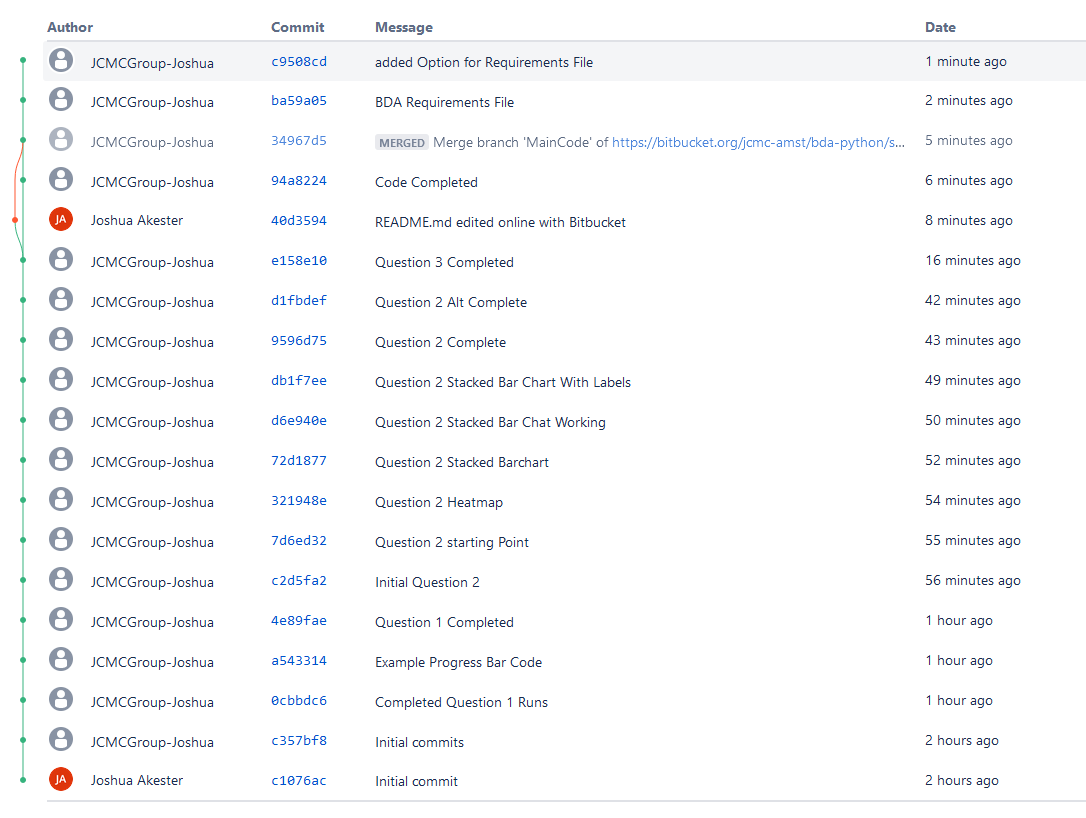 Author Commit Message Date
JCMCGroup-Joshua c9508cd added Option for Requirements File 1 minute ago
JCMCGroup-Joshua ba59a05 BDA Requirements File 2 minutes ago
JCMCGroup-Joshua 34967d5 MERGED Merge branch 'MainCode' of https://bitbucket.org/jcmc-amst/bda-python/s... 5 minutes ago
JCMCGroup-Joshua 94a8224 Code Completed 6 minutes ago
JA Joshua Akester 40d3594 README.md edited online with Bitbucket 8 minutes ago
JCMCGroup-Joshua e158e10 Question 3 Completed 16 minutes ago
JCMCGroup-Joshua d1fbdef Question 2 Alt Complete 42 minutes ago
JCMCGroup-Joshua 9596d75 Question 2 Complete 43 minutes ago
JCMCGroup-Joshua db1f7ee Question 2 Stacked Bar Chart With Labels 49 minutes ago
JCMCGroup-Joshua d6e940e Question 2 Stacked Bar Chat Working 50 minutes ago
JCMCGroup-Joshua 72d1877 Question 2 Stacked Barchart 52 minutes ago
JCMCGroup-Joshua 321948e Question 2 Heatmap 54 minutes ago
JCMCGroup-Joshua 7d6ed32 Question 2 starting Point 55 minutes ago
JCMCGroup-Joshua c2d5fa2 Initial Question 2 56 minutes ago
JCMCGroup-Joshua 4e89fae Question 1 Completed 1 hour ago
JCMCGroup-Joshua a543314 Example Progress Bar Code 1 hour ago
JCMCGroup-Joshua 0cbbdc6 Completed Question 1 Runs 1 hour ago
JCMCGroup-Joshua c357bf8 Initial commits 2 hours ago
JA Joshua Akester c1076ac Initial commit 2 hours ago